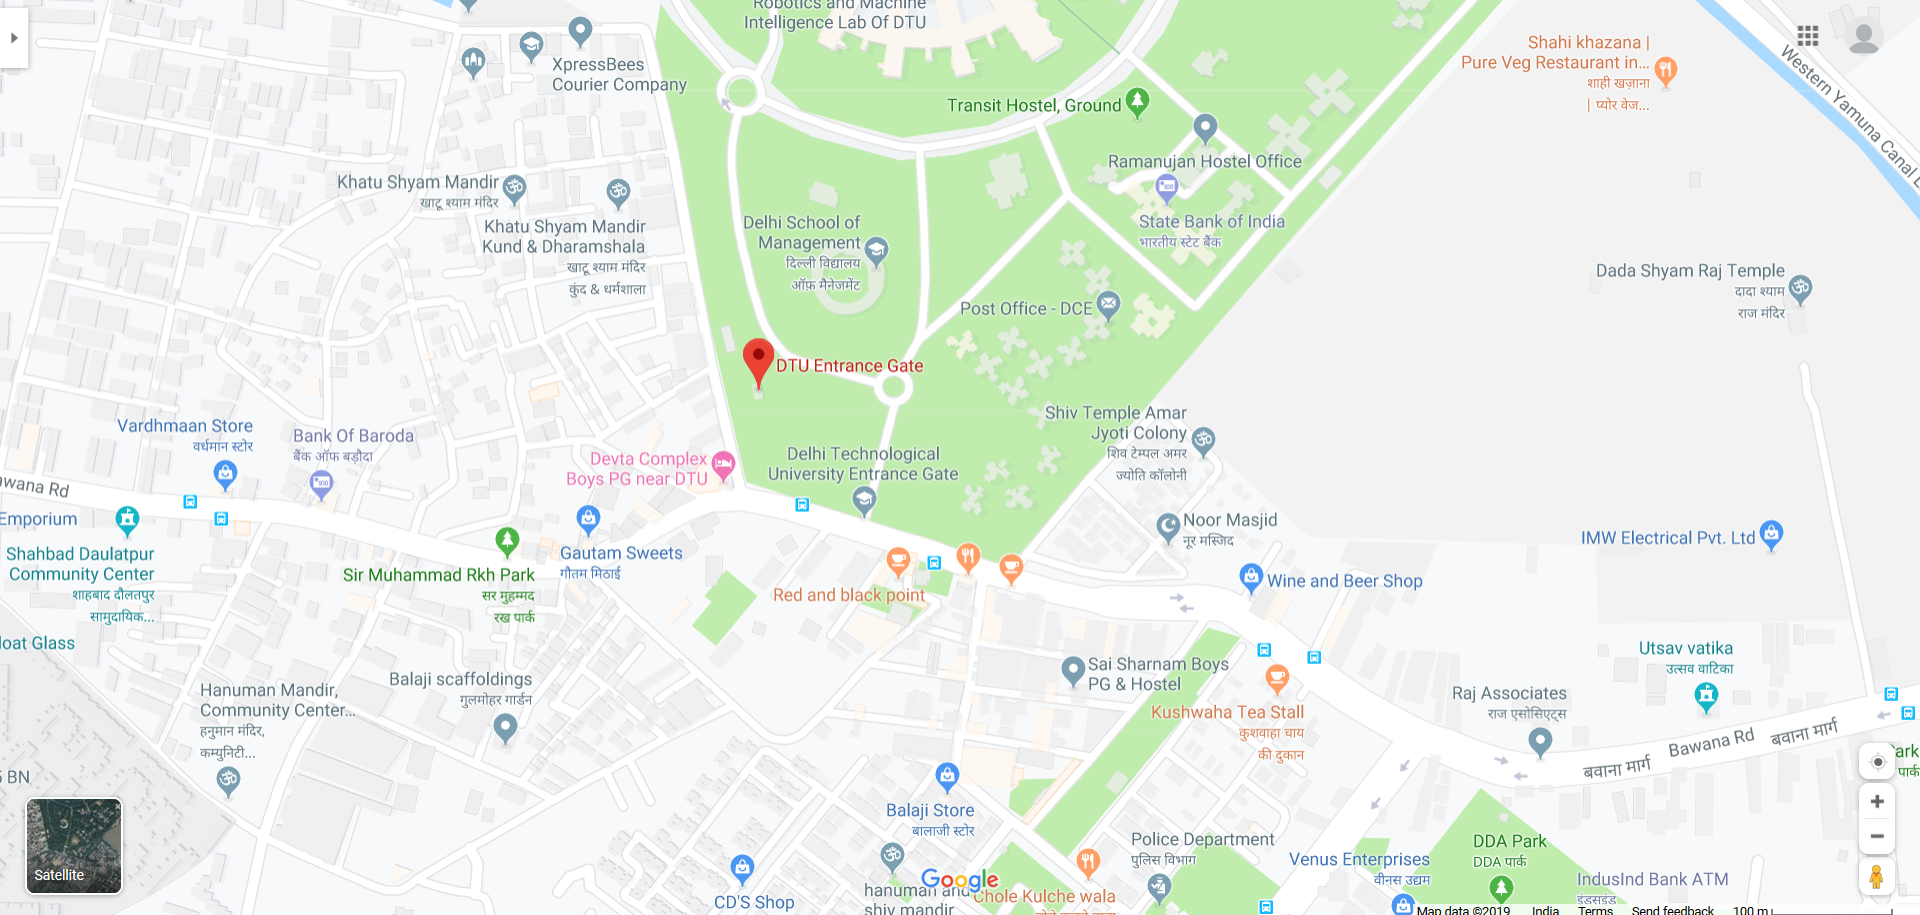 Robotics and Machine
Intelligence Lab Of DTU
XpressBees
Courier Company
Shahi khazana |
Pure Veg Restaurant in...
शाही खज़ाना
| प्योर वेज...
Western Yamuna Canal
Transit Hostel, Ground
Ramanujan Hostel Office
State Bank of India
भारतीय स्टेट बैंक
Khatu Shyam Mandir
खाटू श्याम मंदिर
Khatu Shyam Mandir
Kund & Dharamshala
खाटू श्याम मंदिर
कुंद & धर्मशाला
Delhi School of
Management
दिल्ली विद्यालय
ऑफ़ मैनेजमेंट
Post Office - DCE
Dada Shyam Raj Temple
दादा श्याम
राज मंदिर
DTU Entrance Gate
Vardhmaan Store
वर्धमान स्टोर
Bank Of Baroda
बैंक ऑफ बड़ौदा
Devta Complex
Boys PG near DTU
Delhi Technological
University Entrance Gate
Shiv Temple Amar
Jyoti Colony
शिव टेम्पल अमर
ज्योति कॉलोनी
awana Rd
Emporium
Shahbad Daulatpur
Community Center
शाहबाद दौलतपुर
सामुदायिक...
Gautam Sweets
गौतम मिठाई
Sir Muhammad Rkh Park
सर मुहम्मद
रख पार्क
Noor Masjid
नूर मस्जिद
IMW Electrical Pvt. Ltd
Wine and Beer Shop
Red and black point
loat Glass
Balaji scaffoldings
गुलमोहर गार्डन
Hanuman Mandir,
Community Center...
हनुमान मंदिर,
कम्युनिटी...
Sai Sharnam Boys
PG & Hostel
Kushwaha Tea Stall
कुशवाहा चाय
की दुकान
Utsav vatika
उत्सव वाटिका
Raj Associates
राज एसोसिएट्स
बवाना मार्ग
Bawana Rd
बवाना मार्ग
ark
पार्क
5 BN
Balaji Store
बालाजी स्टोर
Police Department
पुलिस विभाग
DDA Park
DDA पार्क
Venus Enterprises
वीनस उद्यम
IndusInd Bank ATM
इंडसइंड
Satellite
CD'S Shop
hanuman and
shiv mandir
Google
Chole Kulche wala
Map data ©2019
India
Terms
Send feedback
100 m